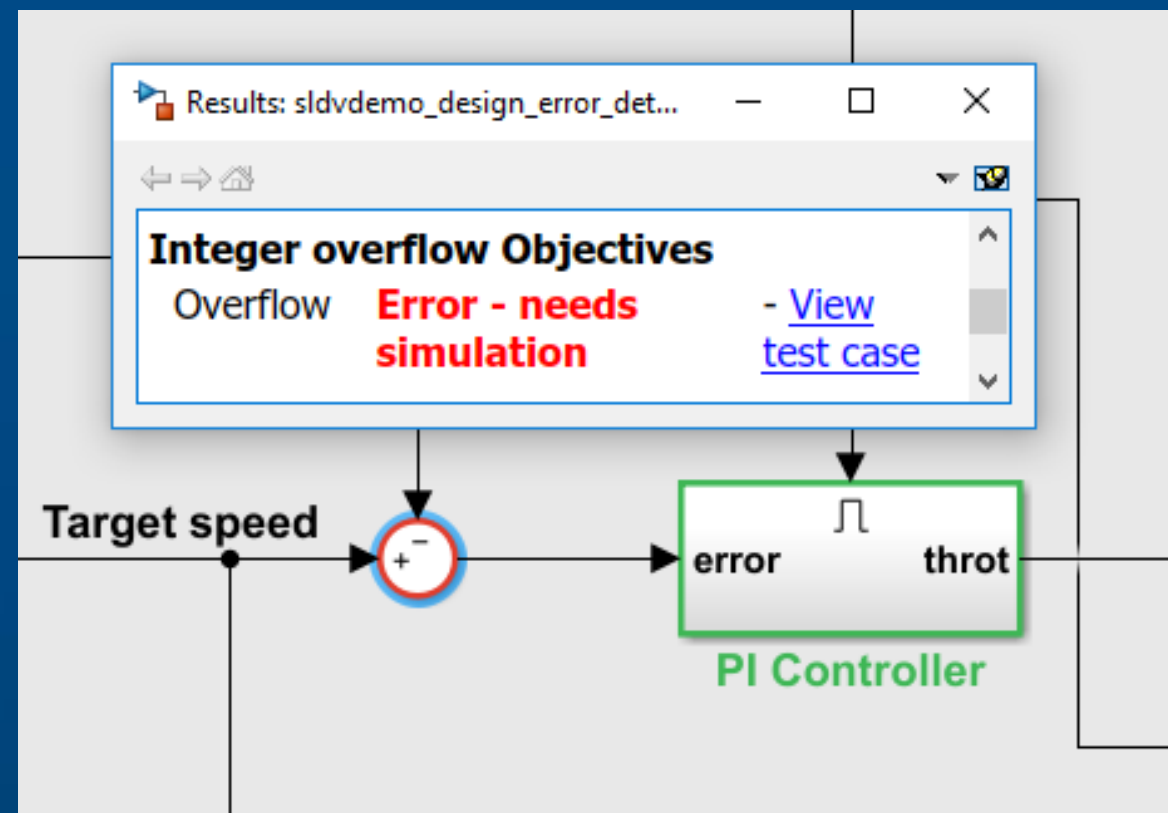 Results: sldvdemo_design_error_det...
Integer overflow Objectives
Overflow Error - needs - View
simulation test case
Target speed
+ -
error throt
PI Controller